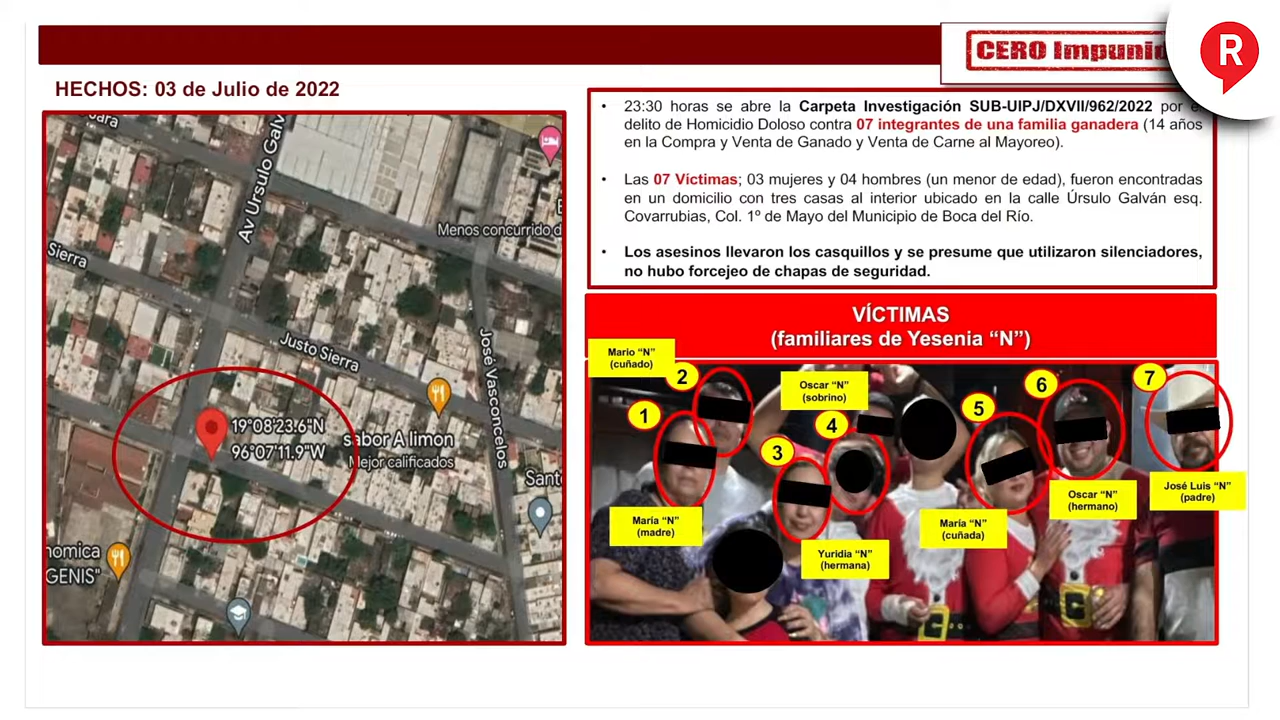 CERO Impuni
R
HECHOS: 03 de Julio de 2022
• 23:30 horas se abre la Carpeta Investigación SUB-UIPJ/DXVII/962/2022 por el
delito de Homicidio Doloso contra 07 integrantes de una familia ganadera (14 años
en la Compra y Venta de Ganado y Venta de Carne al Mayoreo).
• Las 07 Víctimas; 03 mujeres y 04 hombres (un menor de edad), fueron encontradas
en un domicilio con tres casas al interior ubicado en la calle Úrsulo Galván esq.
Covarrubias, Col. 1º de Mayo del Municipio de Boca del Río.
• Los asesinos llevaron los casquillos y se presume que utilizaron silenciadores,
no hubo forcejeo de chapas de seguridad.
Av Ursulo Galv
Menos concurrido d
Sierra
Justo Sierra
José Vasconcelos
19°08'23.6"N
96°07'11.9"W
sabor A limon
Mejor calificados
Sant
nomica
GENIS"
VÍCTIMAS
(familiares de Yesenia “N”)
Mario “N”
(cuñado)
2
Oscar “N”
(sobrino)
6
7
1
4
5
3
María “N”
(madre)
Yuridia “N”
(hermana)
María “N”
(cuñada)
Oscar “N”
(hermano)
José Luis “N”
(padre)